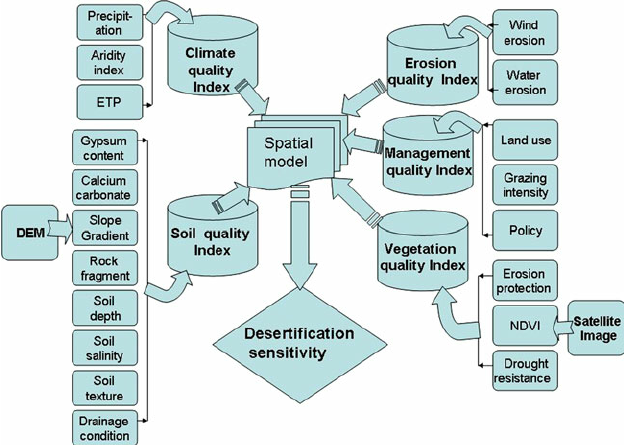 Precipit-
ation
Aridity
index
ETP
Climate
quality
Index
Erosion
quality Index
Wind
erosion
Water
erosion
Spatial
model
Management
quality Index
Land use
Grazing
intensity
Policy
Gypsum
content
Calcium
carbonate
DEM
Slope
Gradient
Rock
fragment
Soil
depth
Soil
salinity
Soil
texture
Drainage
condition
Soil quality
Index
Vegetation
quality Index
Erosion
protection
NDVI
Satellite
Image
Drought
resistance
Desertification
sensitivity